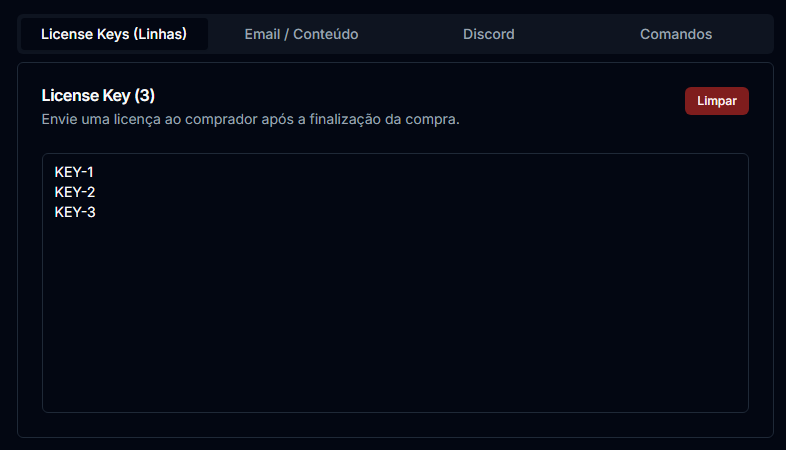 License Keys (Linhas) Email / Conteúdo Discord Comandos
License Key (3)
Limpar
Envie uma licença ao comprador após a finalização da compra.
KEY-1
KEY-2
KEY-3